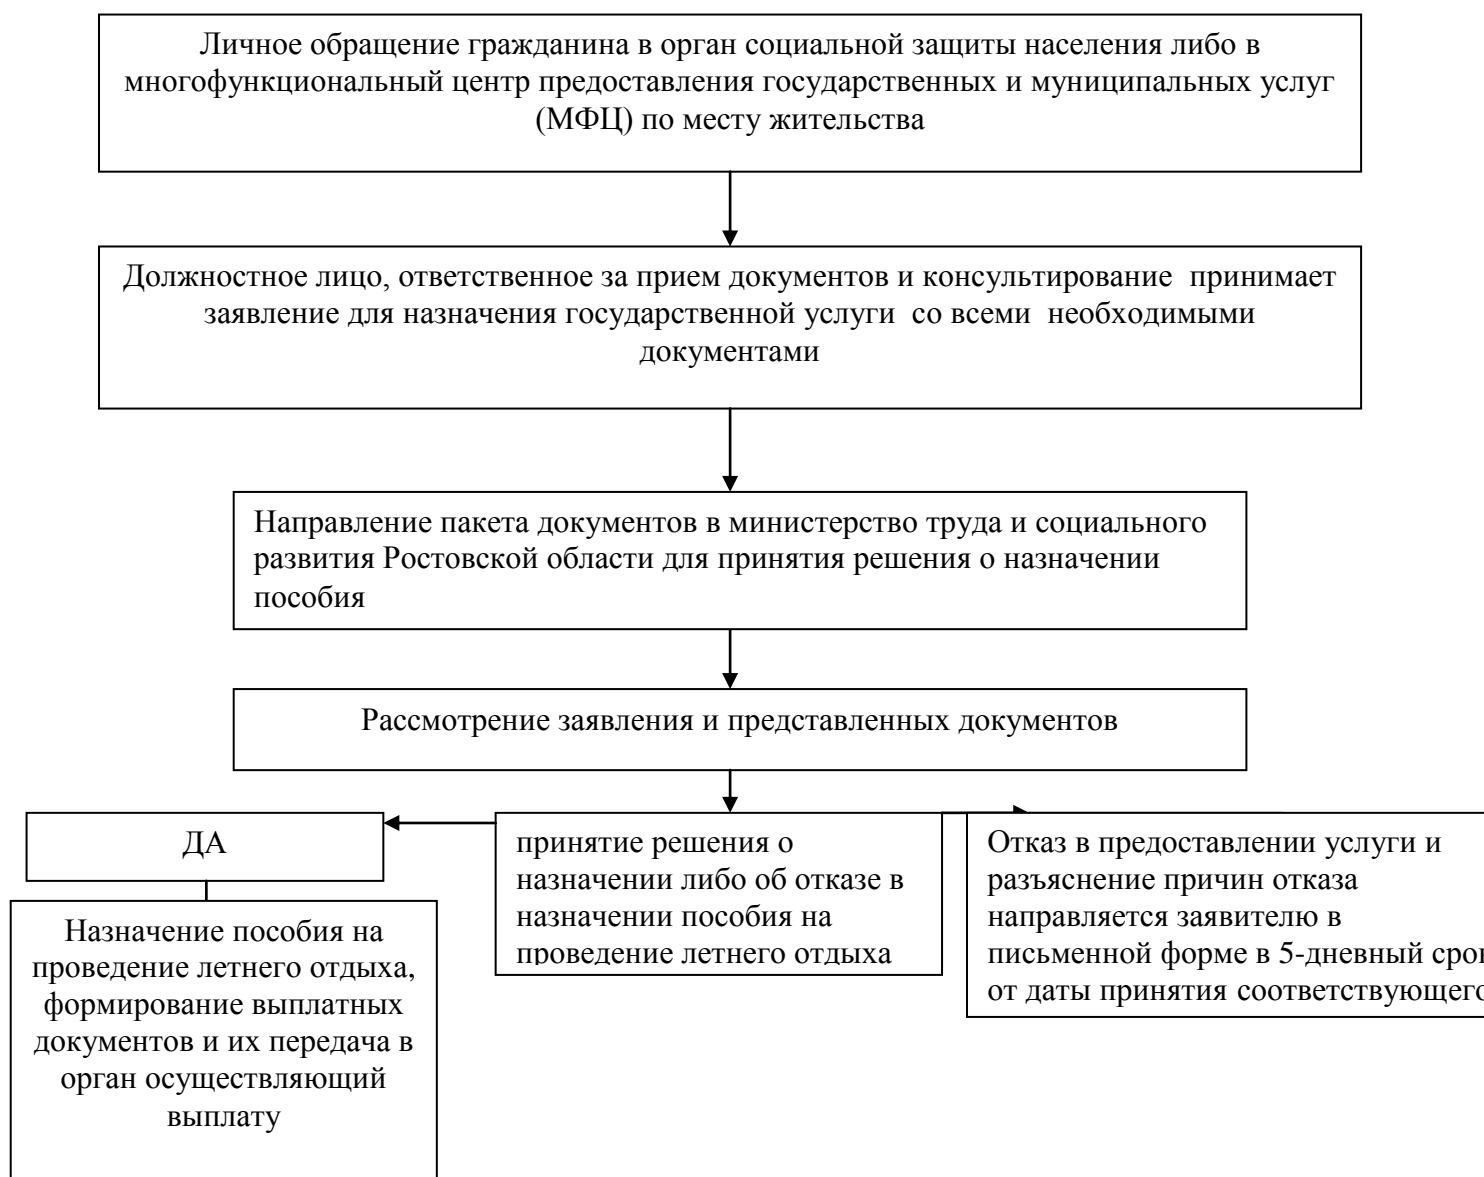 Личное обращение гражданина в орган социальной защиты населения либо в
многофункциональный центр предоставления государственных и муниципальных услуг
(МФЦ) по месту жительства
Должностное лицо, ответственное за прием документов и консультирование принимает
заявление для назначения государственной услуги со всеми необходимыми
документами
Направление пакета документов в министерство труда и социального
развития Ростовской области для принятия решения о назначении
пособия
Рассмотрение заявления и представленных документов
ДА
Назначение пособия на
проведение летнего отдыха,
формирование выплатных
документов и их передача в
орган осуществляющий
выплату
принятие решения о
назначении либо об отказе в
назначении пособия на
проведение летнего отдыха
Отказ в предоставлении услуги и
разъяснение причин отказа
направляется заявителю в
письменной форме в 5-дневный
от даты принятия соответствующего